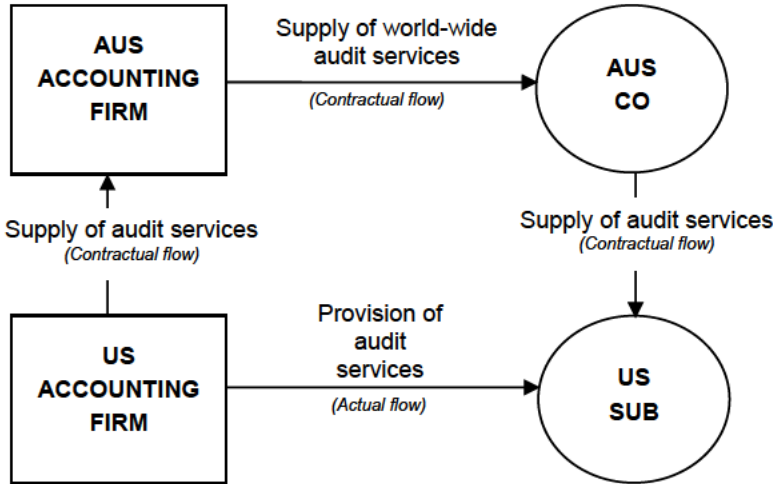 AUS
ACCOUNTING
FIRM
Supply of world-wide
audit services
(Contractual flow)
AUS
CO
Supply of audit services
(Contractual flow)
Supply of audit services
(Contractual flow)
US
ACCOUNTING
FIRM
Provision of
audit
services
(Actual flow)
US
SUB